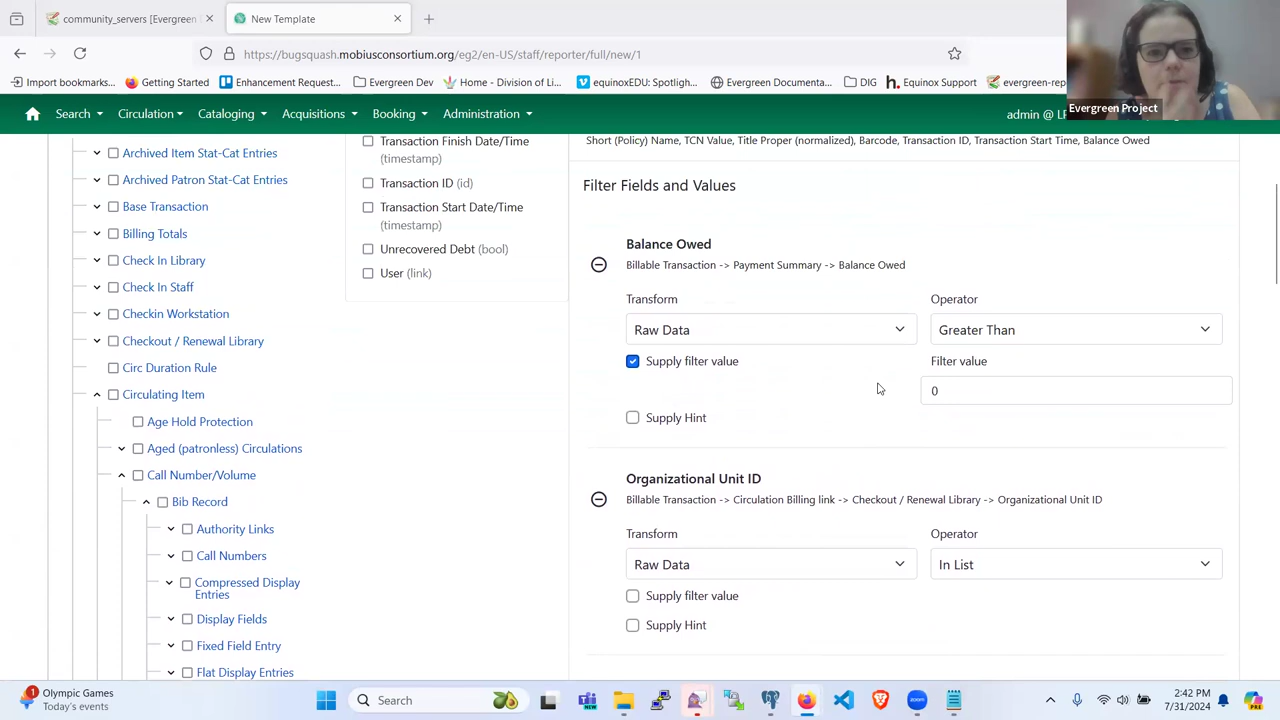 community_servers [Evergreen
New Template
https://bugsquash.mobiusconsortium.org/eg2/en-US/staff/reporter/full/new/1
Import bookmarks...
Getting Started
Enhancement Request...
Evergreen Dev
Home - Division of Li...
equinoxEDU: Spotligh...
Evergreen Documenta...
DIG
Equinox Support
evergreen-rep
Evergreen Project
Search
Circulation
Cataloging
Acquisitions
Booking
Administration
admin @ LH
Archived Item Stat-Cat Entries
Archived Patron Stat-Cat Entries
Base Transaction
Billing Totals
Check In Library
Check In Staff
Checkin Workstation
Checkout / Renewal Library
Circ Duration Rule
Circulating Item
Age Hold Protection
Aged (patronless) Circulations
Call Number/Volume
Bib Record
Authority Links
Call Numbers
Compressed Display
Entries
Display Fields
Fixed Field Entry
Flat Display Entries
Transaction Finish Date/Time
(timestamp)
Transaction ID (id)
Transaction Start Date/Time
(timestamp)
Unrecovered Debt (bool)
User (link)
Short (Policy) Name, TCN Value, Title Proper (normalized), Barcode, Transaction ID, Transaction Start Time, Balance Owed
Filter Fields and Values
Balance Owed
Billable Transaction -> Payment Summary -> Balance Owed
Transform
Operator
Raw Data
Greater Than
Supply filter value
Filter value
0
Supply Hint
Organizational Unit ID
Billable Transaction -> Circulation Billing link -> Checkout / Renewal Library -> Organizational Unit ID
Transform
Operator
Raw Data
In List
Supply filter value
Supply Hint
1
Olympic Games
Today's events
Search
NEW
zoom
2:42 PM
7/31/2024
PRE